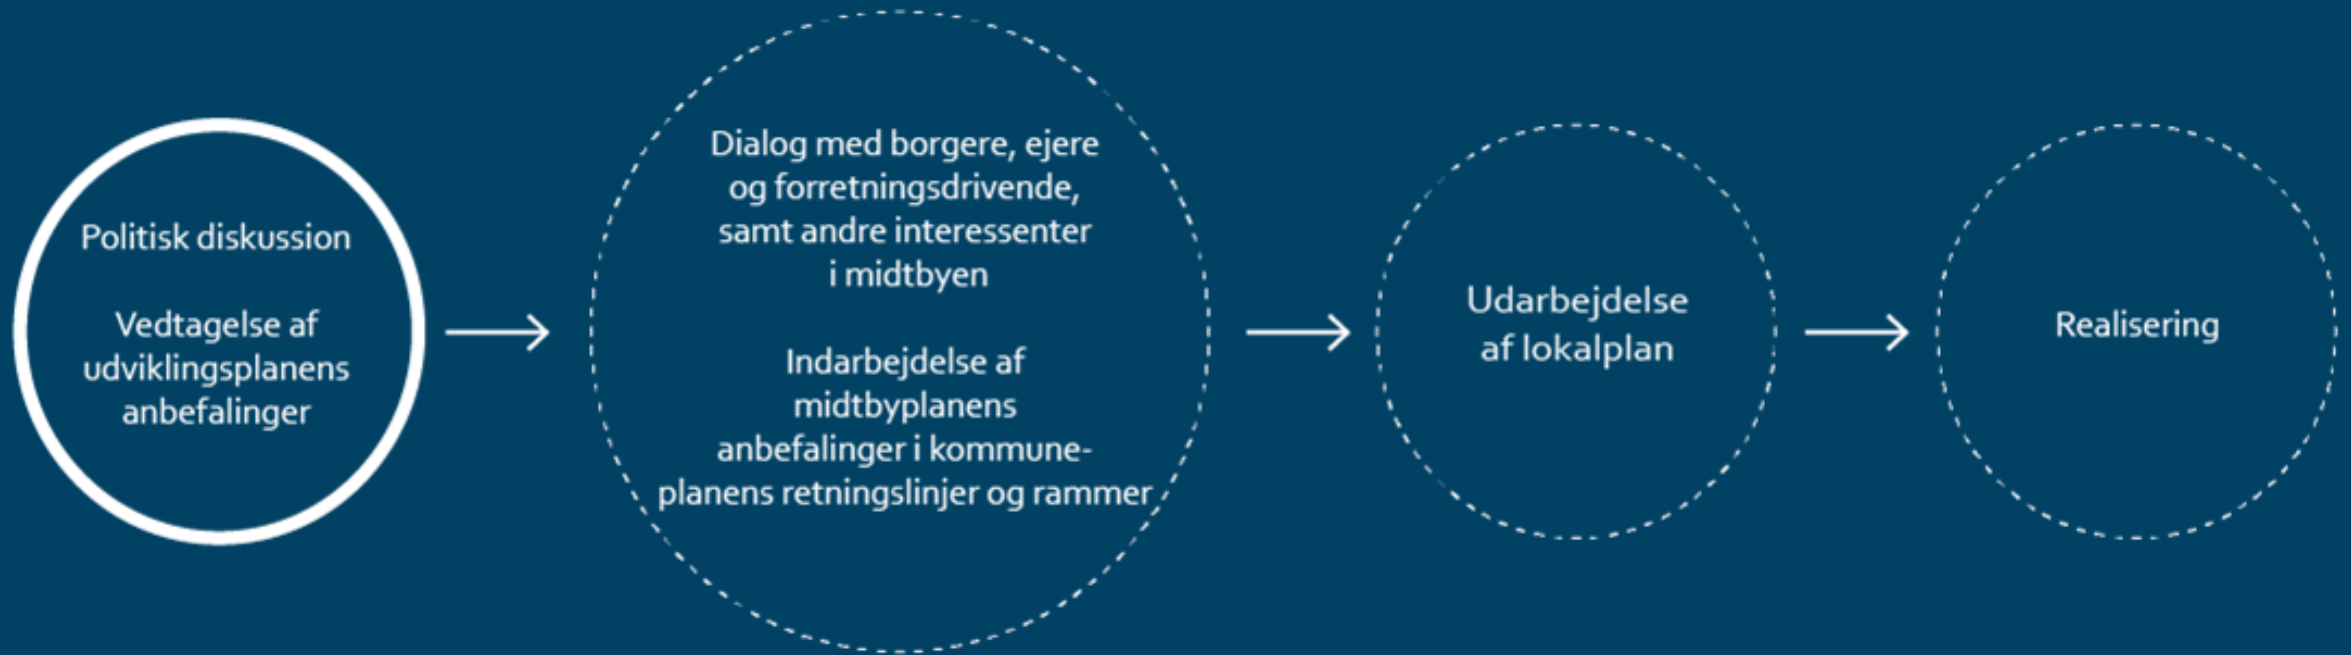 Politisk diskussion
Vedtagelse af
udviklingsplanens
anbefalinger
Dialog med borgere, ejere
og forretningsdrivende,
samt andre interessenter
i midtbyen
Indarbejdelse af
midtbyplanens
anbefalinger i kommune-
planens retningslinjer og rammer
Udarbejdelse
af lokalplan
Realisering